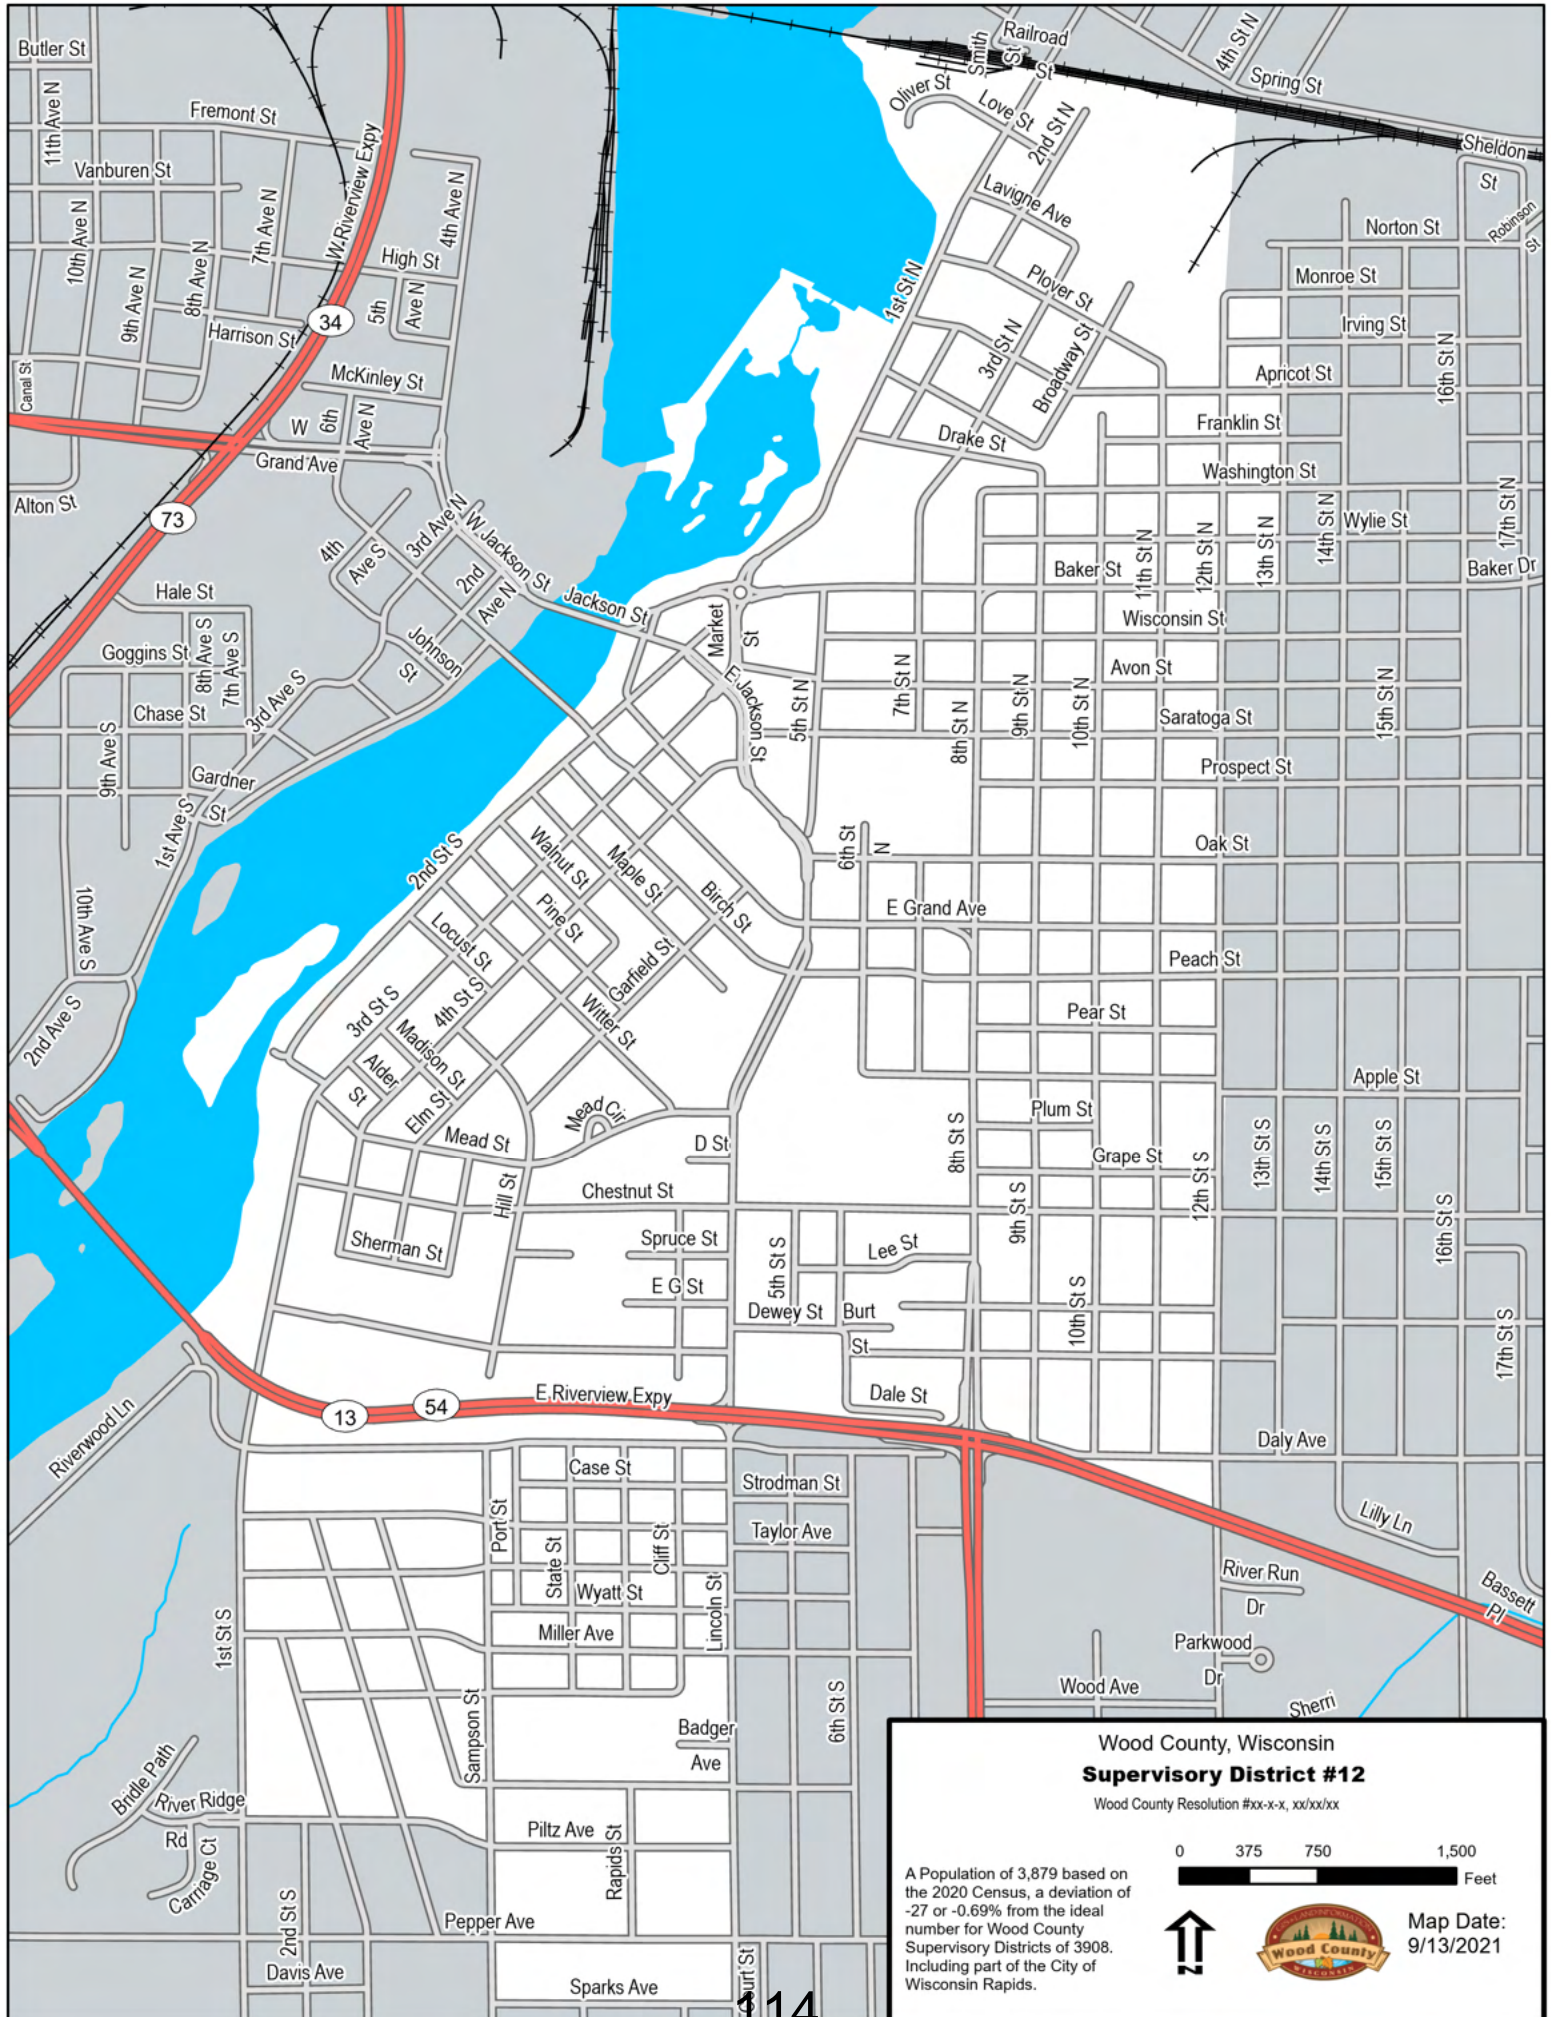 Railroad
St
Smith
St
4th St N
Butler St
Spring St
Oliver St
Love St
11th Ave N
Fremont St
2nd St N
W Riverview Expy
Sheldon
St
Vanburen St
4th Ave N
Lavigne Ave
10th Ave N
7th Ave N
Norton St
Robinson
St
8th Ave N
High St
9th Ave N
5th
Ave N
1st St N
Plover St
Monroe St
34
Harrison St
3rd St N
Broadway St
Irving St
16th St N
Canal St
McKinley St
Apricot St
W
6th
Ave N
Drake St
Franklin St
Grand Ave
Washington St
Alton St
73
3rd Ave N
W Jackson St
4th
Ave S
11th St N
12th St N
13th St N
14th St N
Wylie St
17th St N
2nd
Ave N
Baker St
Baker Dr
Hale St
Jackson St
Market
St
Wisconsin St
Goggins St
8th Ave S
7th Ave S
Johnson
St
E Jackson St
7th St N
Avon St
15th St N
3rd Ave S
5th St N
9th St N
10th St N
Chase St
8th St N
Saratoga St
9th Ave S
Gardner
St
Prospect St
1st Ave S
2nd St S
Walnut St
Maple St
6th St
N
Oak St
10th Ave S
Birch St
E Grand Ave
Locust St
Pine St
Garfield St
Peach St
2nd Ave S
3rd St S
4th St S
Witter St
Pear St
Madison St
Alder
St
Elm St
Apple St
Mead Cir
Plum St
Mead St
D St
8th St S
Grape St
13th St S
14th St S
15th St S
Chestnut St
Hill St
12th St S
9th St S
16th St S
Sherman St
Spruce St
Lee St
5th St S
E G St
Dewey St
Burt
St
10th St S
17th St S
Riverwood Ln
13
54
E Riverview Expy
Dale St
Daly Ave
Case St
Strodman St
Port St
Taylor Ave
Lilly Ln
State St
Cliff St
River Run
Dr
Bassett
Pl
Wyatt St
Lincoln St
1st St S
Miller Ave
Parkwood
Dr
Wood Ave
Sherri
Sampson St
6th St S
Badger
Ave
Bridle Path
River Ridge
Rd
Carriage Ct
Piltz Ave
Rapids St
2nd St S
Pepper Ave
Davis Ave
Sparks Ave
Wood County, Wisconsin
Supervisory District #12
Wood County Resolution #xx-x-x, xx/xx/xx
0 375 750 1,500
Feet
A Population of 3,879 based on
the 2020 Census, a deviation of
-27 or -0.69% from the ideal
number for Wood County
Supervisory Districts of 3908.
Including part of the City of
Wisconsin Rapids.
N
Wood County
WISCONSIN
Map Date:
9/13/2021
114